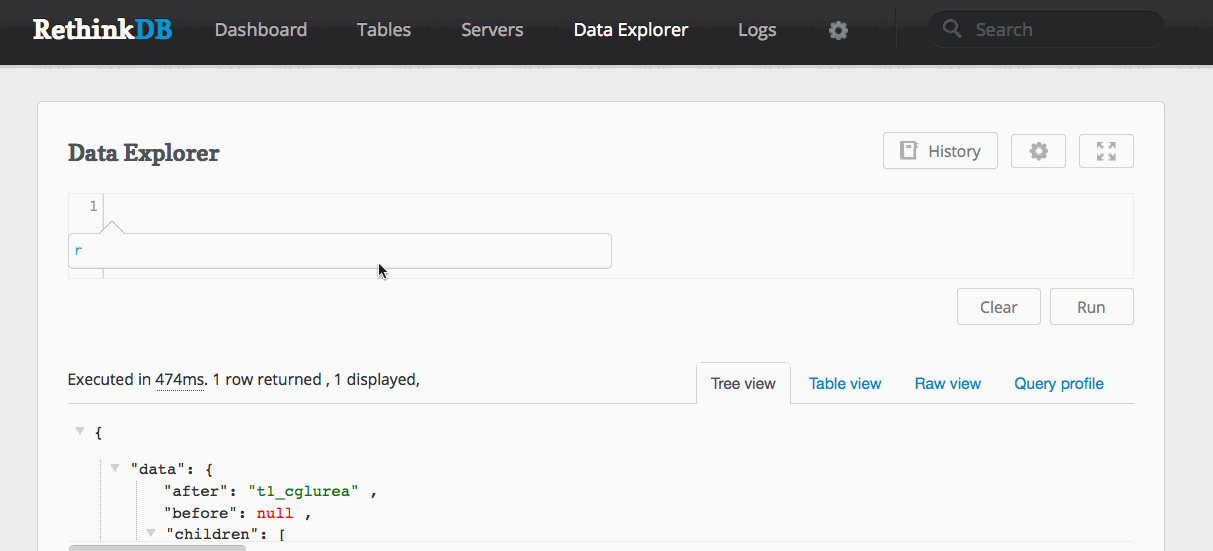 RethinkDB Dashboard Tables Servers Data Explorer Logs Search
Data Explorer History
1
r
Clear Run
Executed in 474ms. 1 row returned , 1 displayed,
Tree view Table view Raw view Query profile
{
"data": {
"after": "t1_cglurea" ,
"before": null ,
"children": [